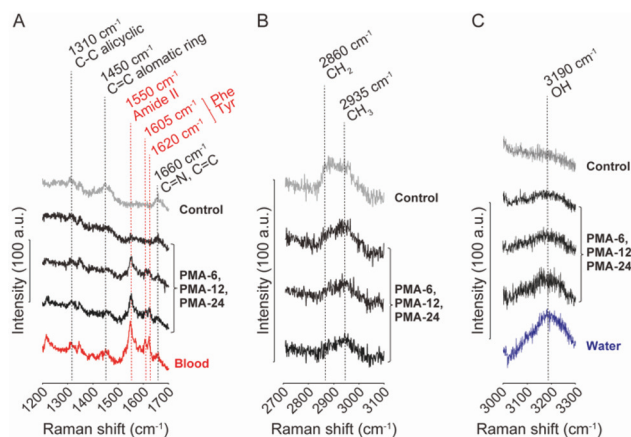 A
1310 cm-1
C-C alicyclic
1450 cm-1
C=C alomatic ring
1550 cm-1
Amide II
1605 cm-1
1620 cm-1
Phe
Tyr
1660 cm-1
C=N, C=C
Control
PMA-6,
PMA-12,
PMA-24
Blood
Intensity (100 a.u.)
1200 1300 1400 1500 1600 1700
Raman shift (cm-1)
B
2860 cm-1
CH2
2935 cm-1
CH3
Control
PMA-6,
PMA-12,
PMA-24
Intensity (100 a.u.)
2700 2800 2900 3000 3100
Raman shift (cm-1)
C
3190 cm-1
OH
Control
PMA-6,
PMA-12,
PMA-24
Water
Intensity (100 a.u.)
3000 3100 3200 3300
Raman shift (cm-1)